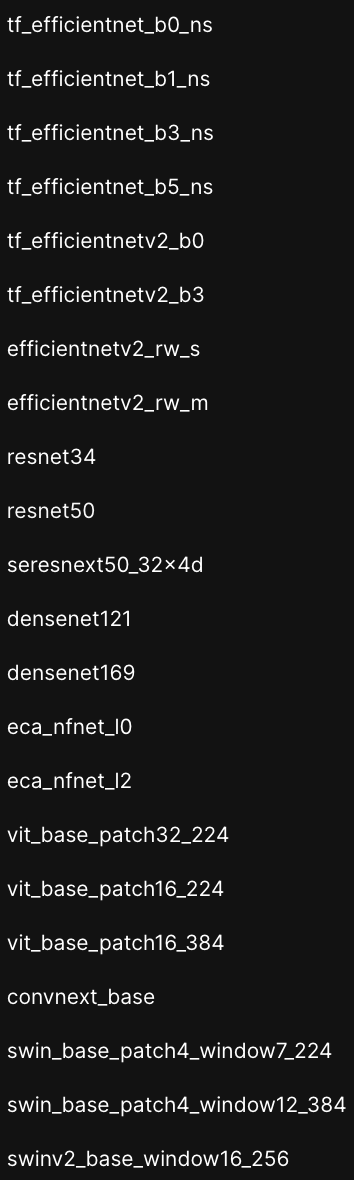 tf_efficientnet_b0_ns
tf_efficientnet_b1_ns
tf_efficientnet_b3_ns
tf_efficientnet_b5_ns
tf_efficientnetv2_b0
tf_efficientnetv2_b3
efficientnetv2_rw_s
efficientnetv2_rw_m
resnet34
resnet50
seresnext50_32×4d
densenet121
densenet169
eca_nfnet_l0
eca_nfnet_l2
vit_base_patch32_224
vit_base_patch16_224
vit_base_patch16_384
convnext_base
swin_base_patch4_window7_224
swin_base_patch4_window12_384
swinv2_base_window16_256